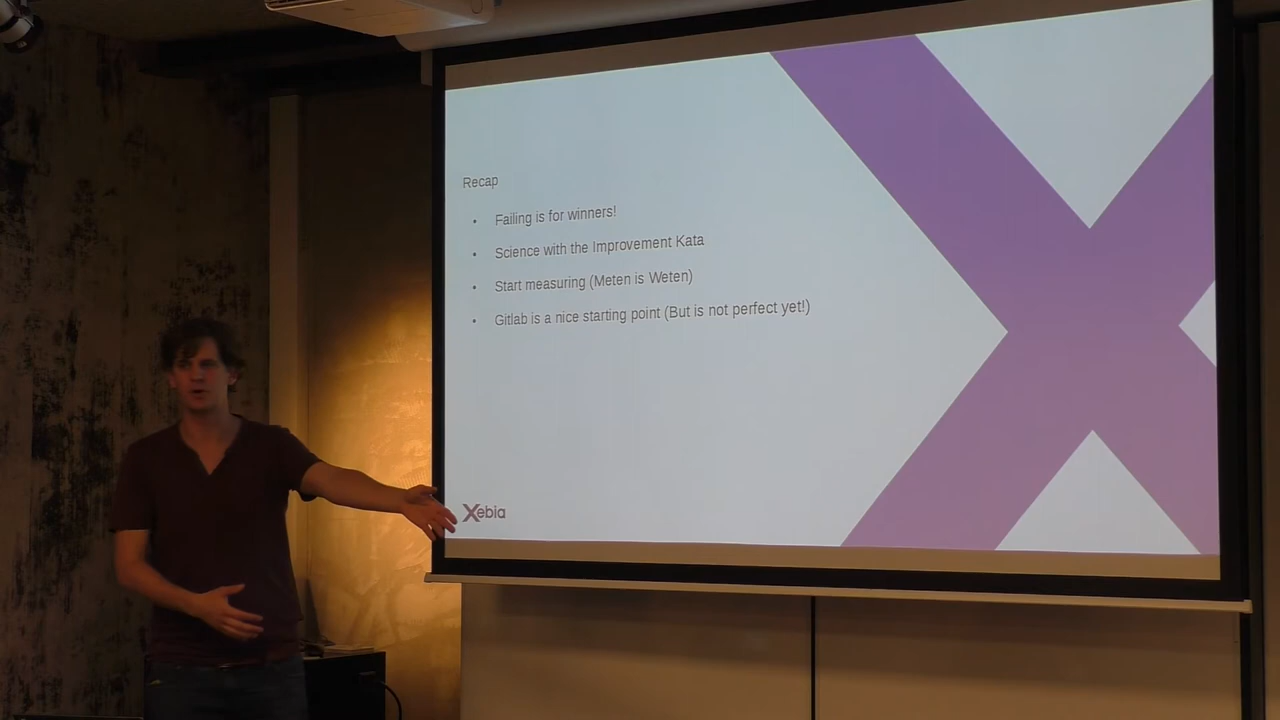 Recap
• Failing is for winners!
• Science with the Improvement Kata
• Start measuring (Meten is Weten)
• Gitlab is a nice starting point (But is not perfect yet!)
Xebia